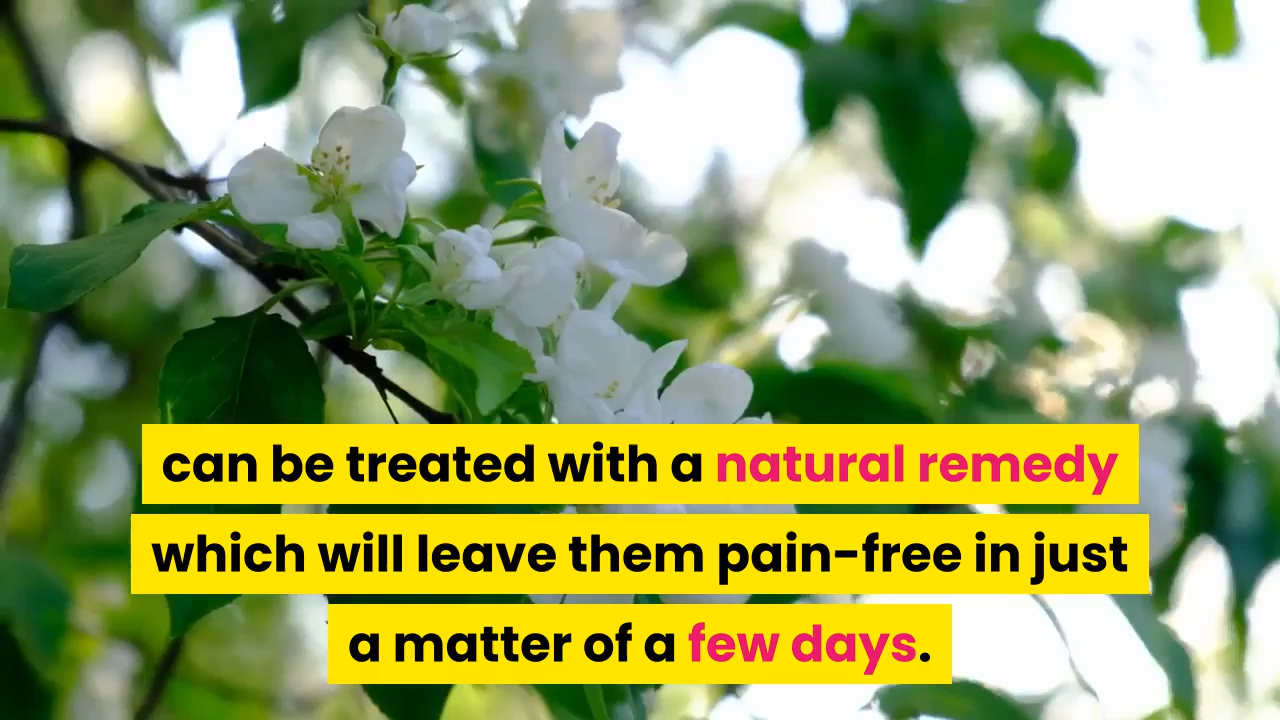 can be treated with a natural remedy
which will leave them pain-free in just
a matter of a few days.